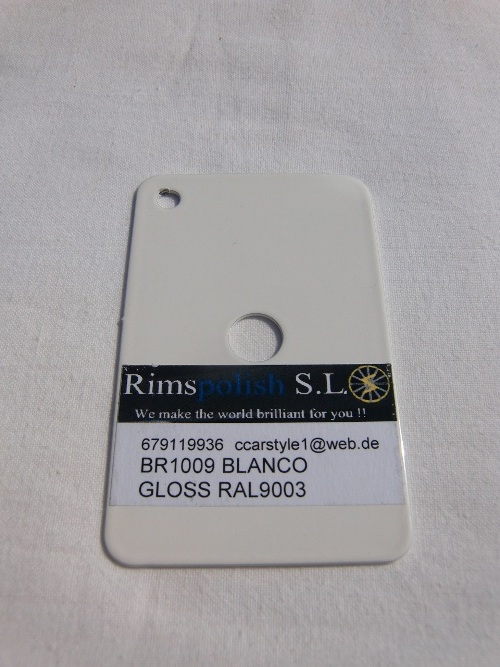 Rimspolish S.L.
We make the world brilliant for you !!
679119936 ccarstyle1@web.de
BR1009 BLANCO
GLOSS RAL9003